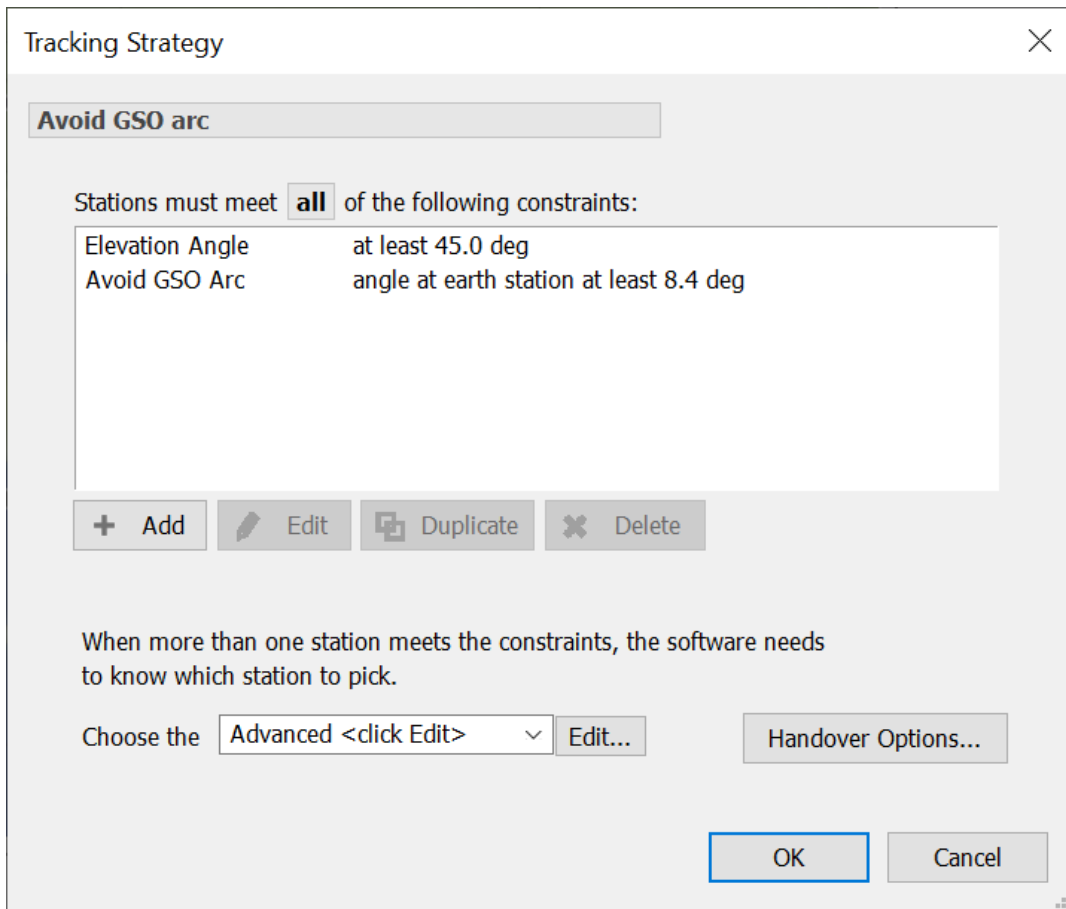 Tracking Strategy
Avoid GSO arc
Stations must meet all of the following constraints:
Elevation Angle at least 45.0 deg
Avoid GSO Arc angle at earth station at least 8.4 deg
Add Edit Duplicate Delete
When more than one station meets the constraints, the software needs
to know which station to pick.
Choose the Advanced <click Edit> Edit... Handover Options...
OK Cancel